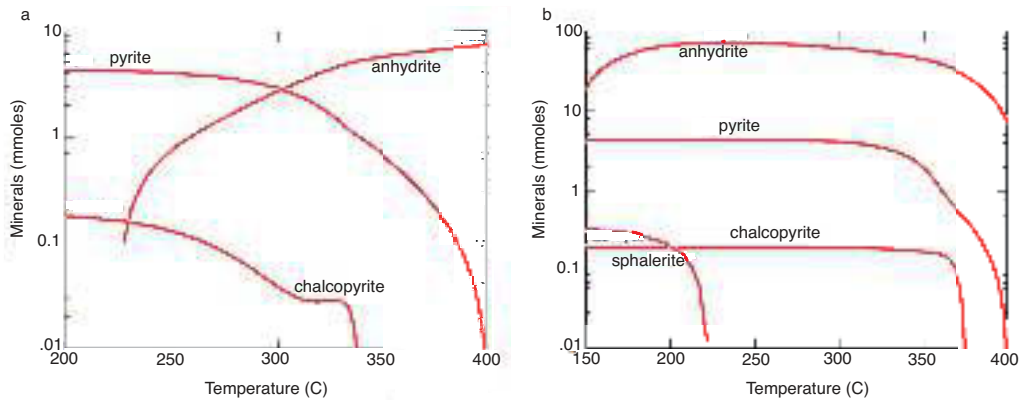 a
10
1
0.1
.01
Minerals (mmoles)
pyrite
anhydrite
chalcopyrite
200 250 300 350 400
Temperature (C)
b
100
10
1
0.1
.01
Minerals (mmoles)
anhydrite
pyrite
chalcopyrite
sphalerite
150 200 250 300 350 400
Temperature (C)